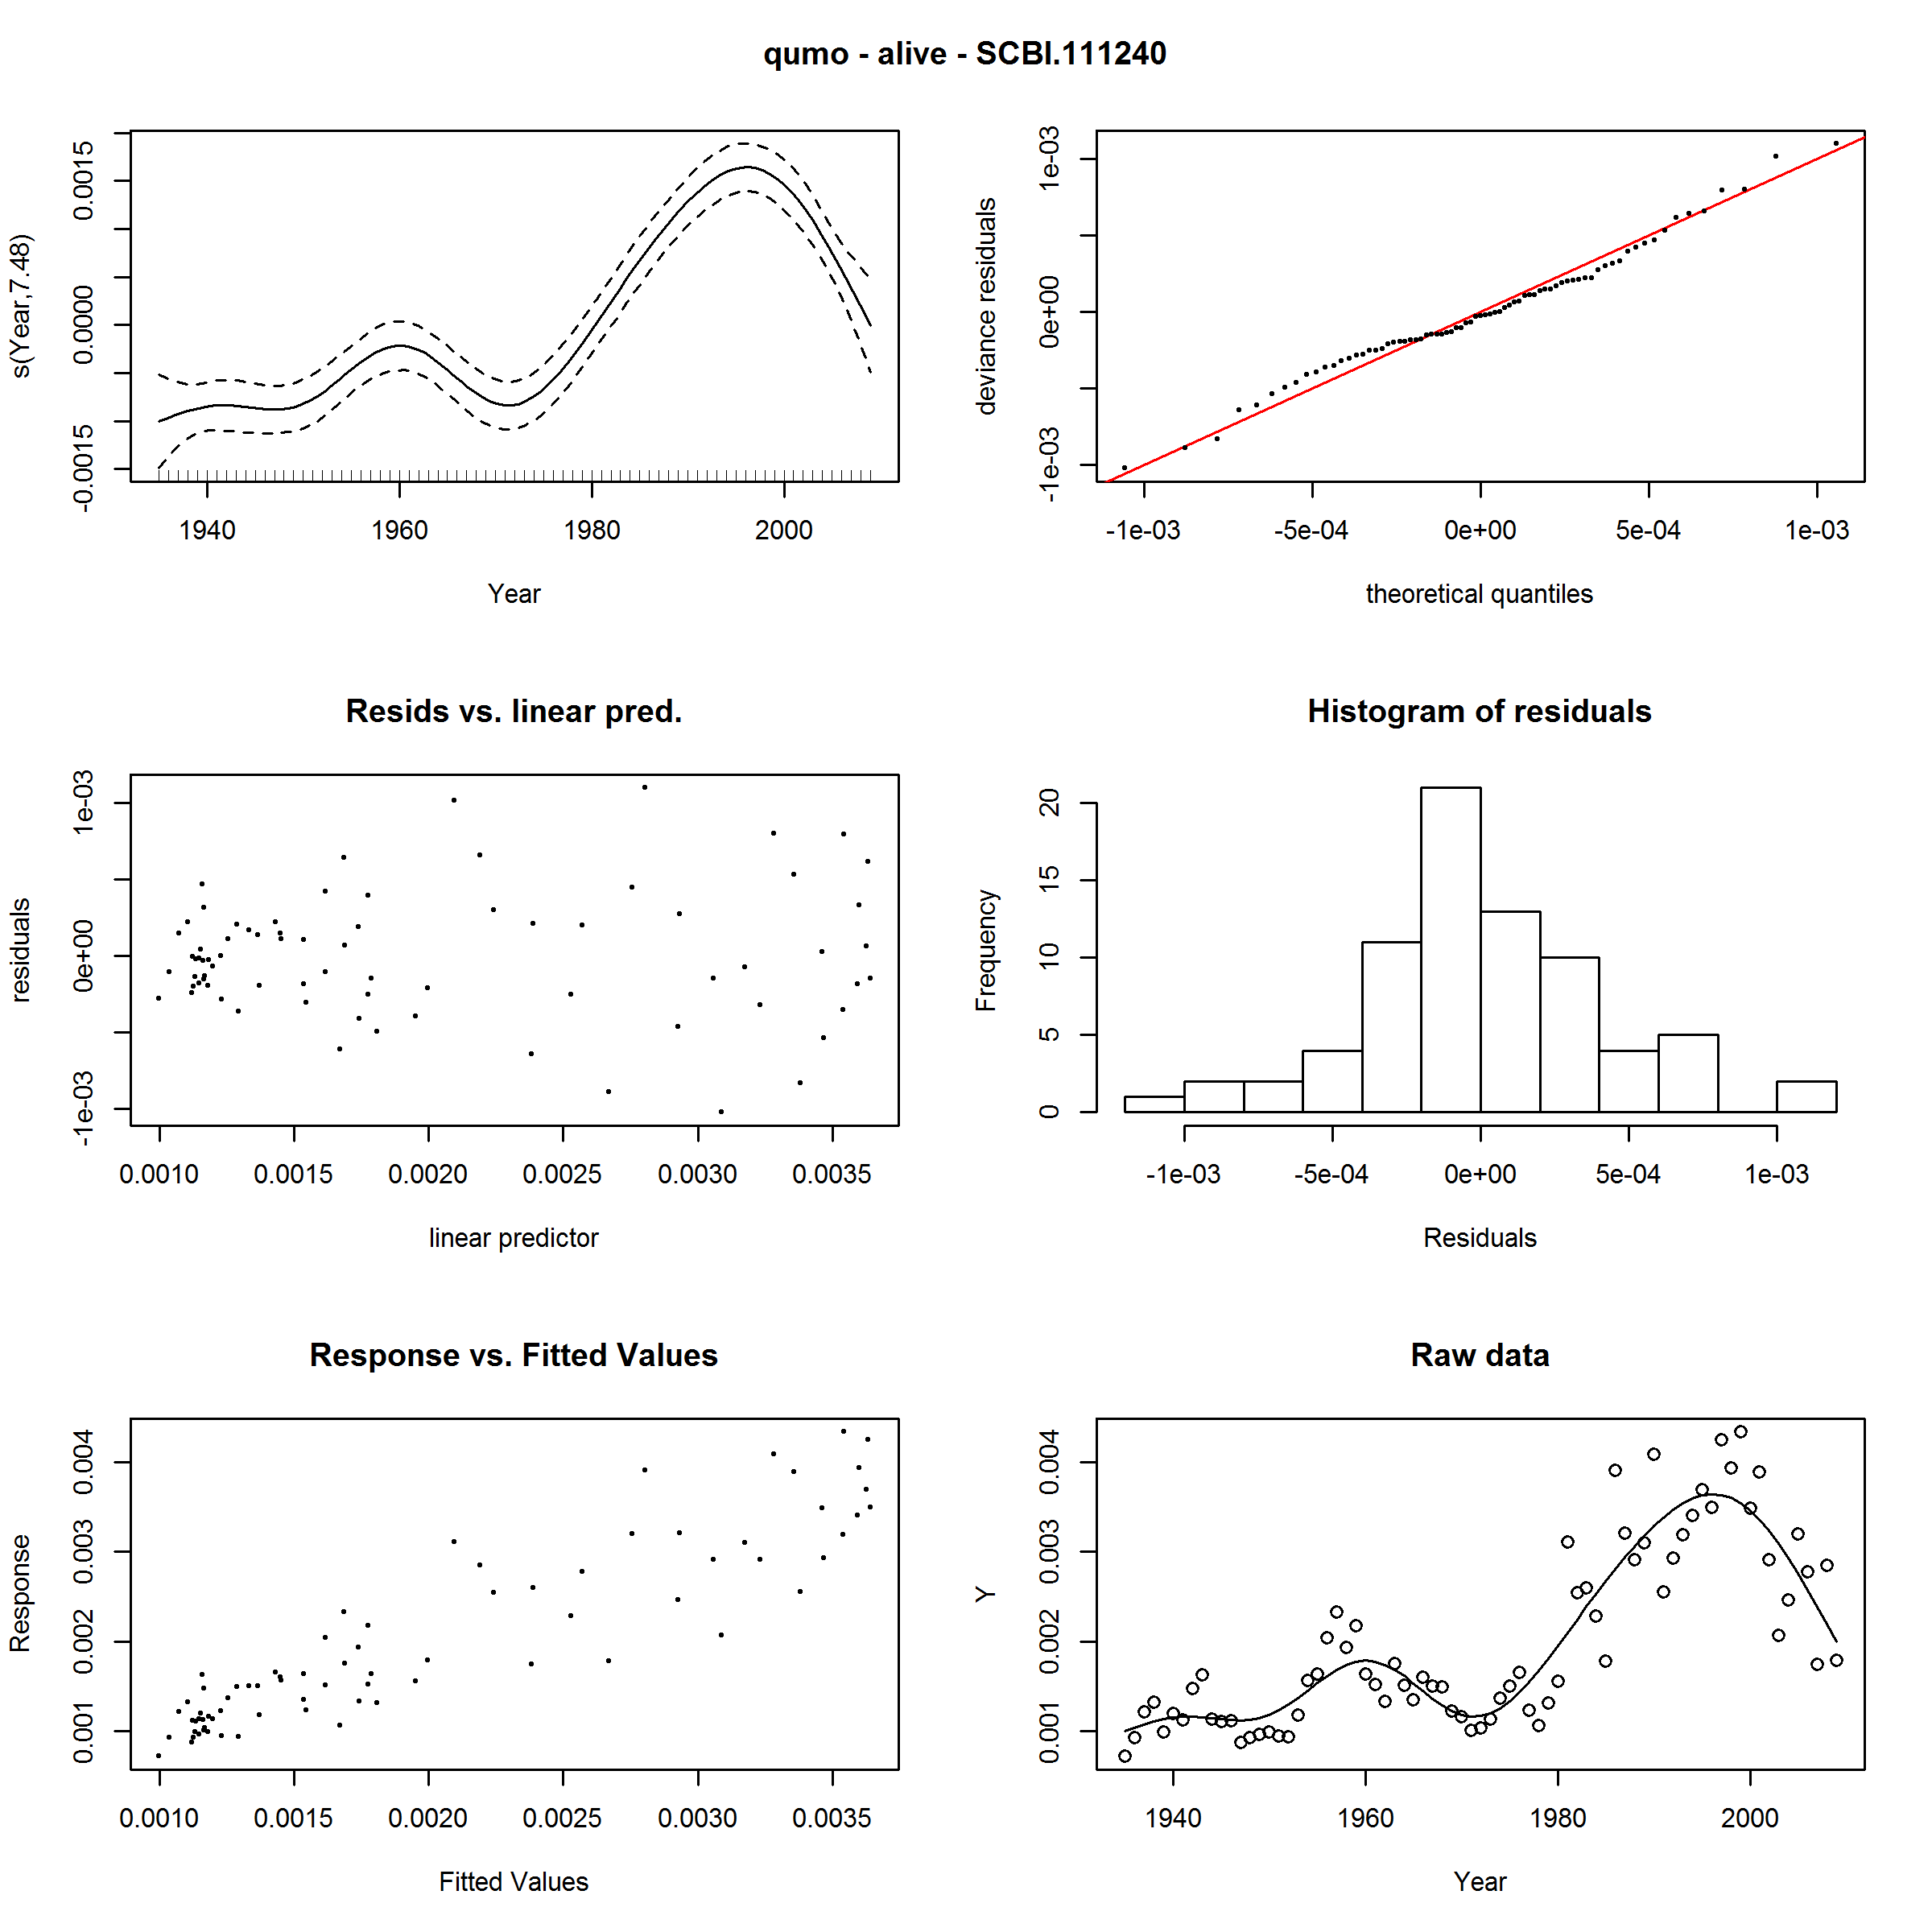 qumo - alive - SCBI.111240
s(Year,7.48)
-0.0015 0.0000 0.0015
1940 1960 1980 2000
Year
deviance residuals
-1e-03 0e+00 1e-03
-1e-03 -5e-04 0e+00 5e-04 1e-03
theoretical quantiles
Resids vs. linear pred.
residuals
-1e-03 0e+00 1e-03
0.0010 0.0015 0.0020 0.0025 0.0030 0.0035
linear predictor
Histogram of residuals
Frequency
0 5 10 15 20
-1e-03 -5e-04 0e+00 5e-04 1e-03
Residuals
Response vs. Fitted Values
Response
0.001 0.002 0.003 0.004
0.0010 0.0015 0.0020 0.0025 0.0030 0.0035
Fitted Values
Raw data
Y
0.001 0.002 0.003 0.004
1940 1960 1980 2000
Year